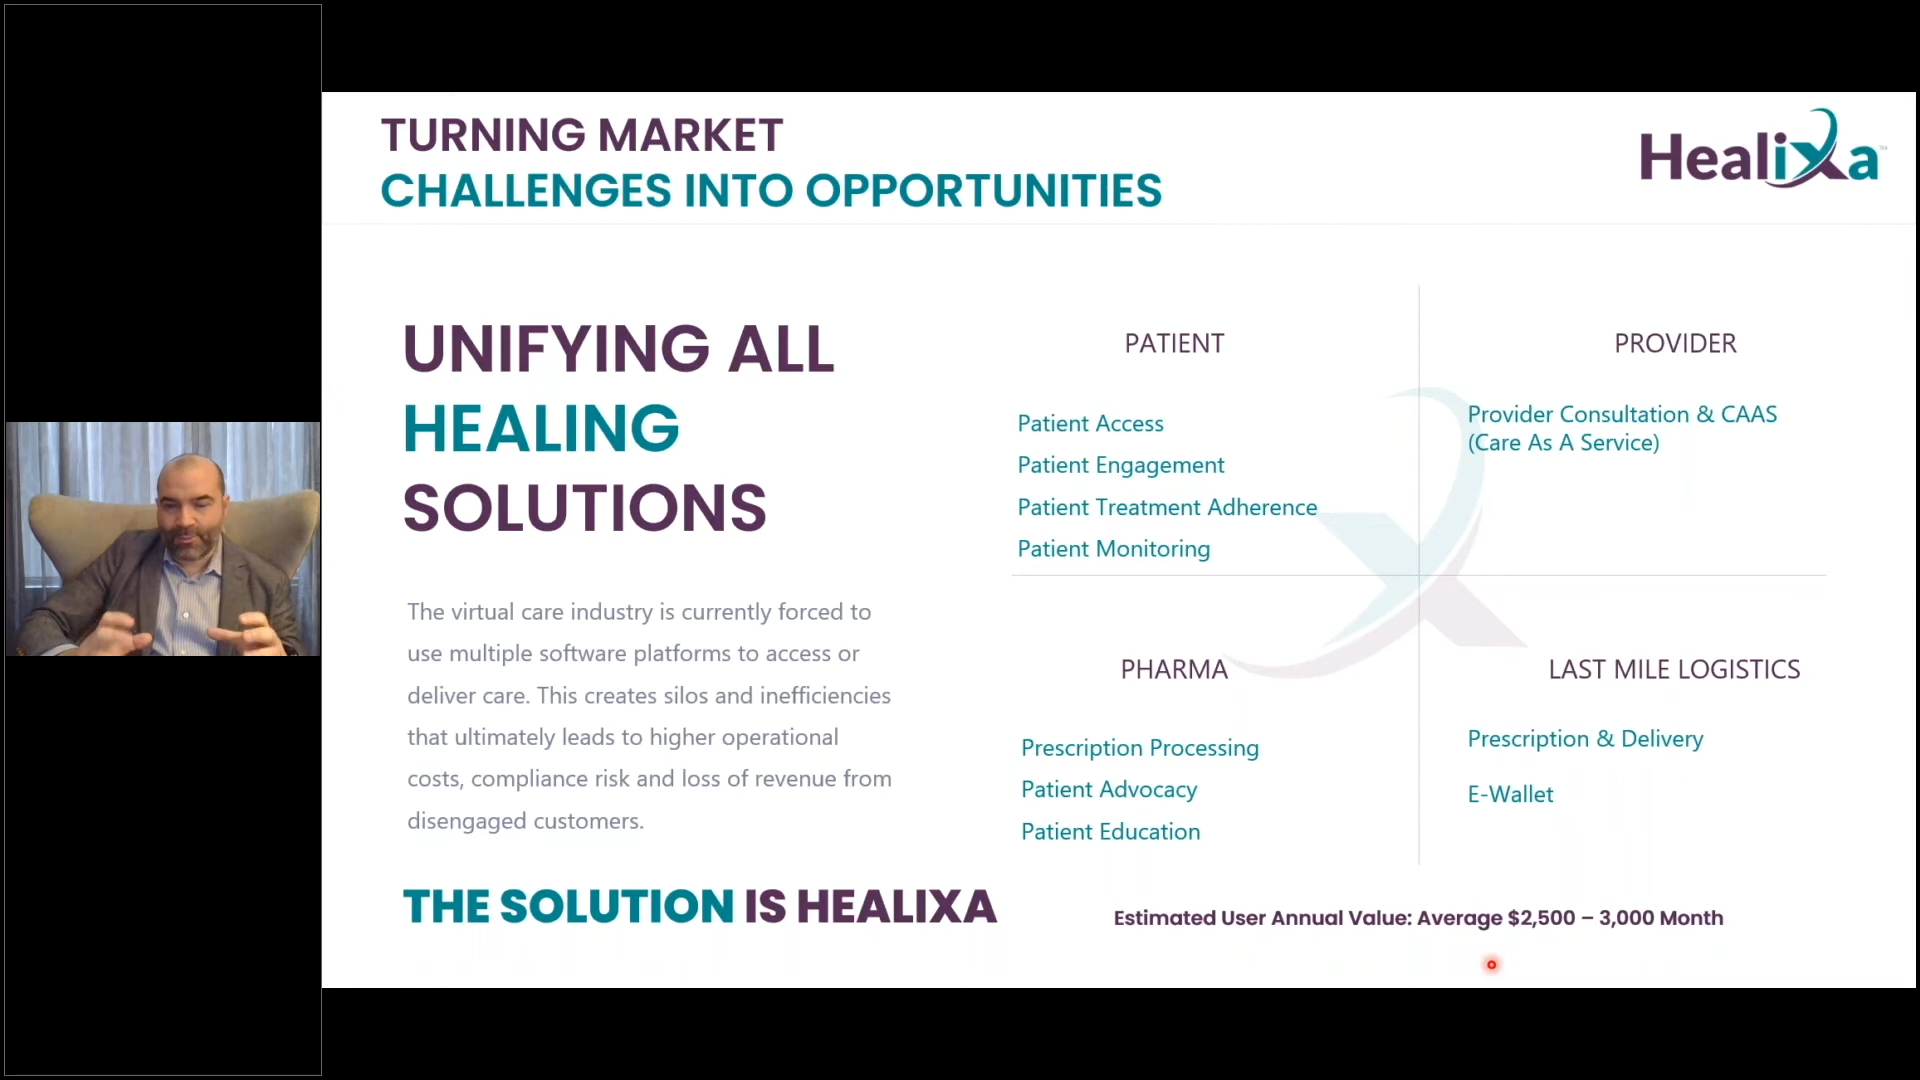 TURNING MARKET
CHALLENGES INTO OPPORTUNITIES
Healixa™
UNIFYING ALL
HEALING
SOLUTIONS
The virtual care industry is currently forced to
use multiple software platforms to access or
deliver care. This creates silos and inefficiencies
that ultimately leads to higher operational
costs, compliance risk and loss of revenue from
disengaged customers.
THE SOLUTION IS HEALIXA
PATIENT
Patient Access
Patient Engagement
Patient Treatment Adherence
Patient Monitoring
PROVIDER
Provider Consultation & CAAS
(Care As A Service)
PHARMA
Prescription Processing
Patient Advocacy
Patient Education
LAST MILE LOGISTICS
Prescription & Delivery
E-Wallet
Estimated User Annual Value: Average $2,500 – 3,000 Month